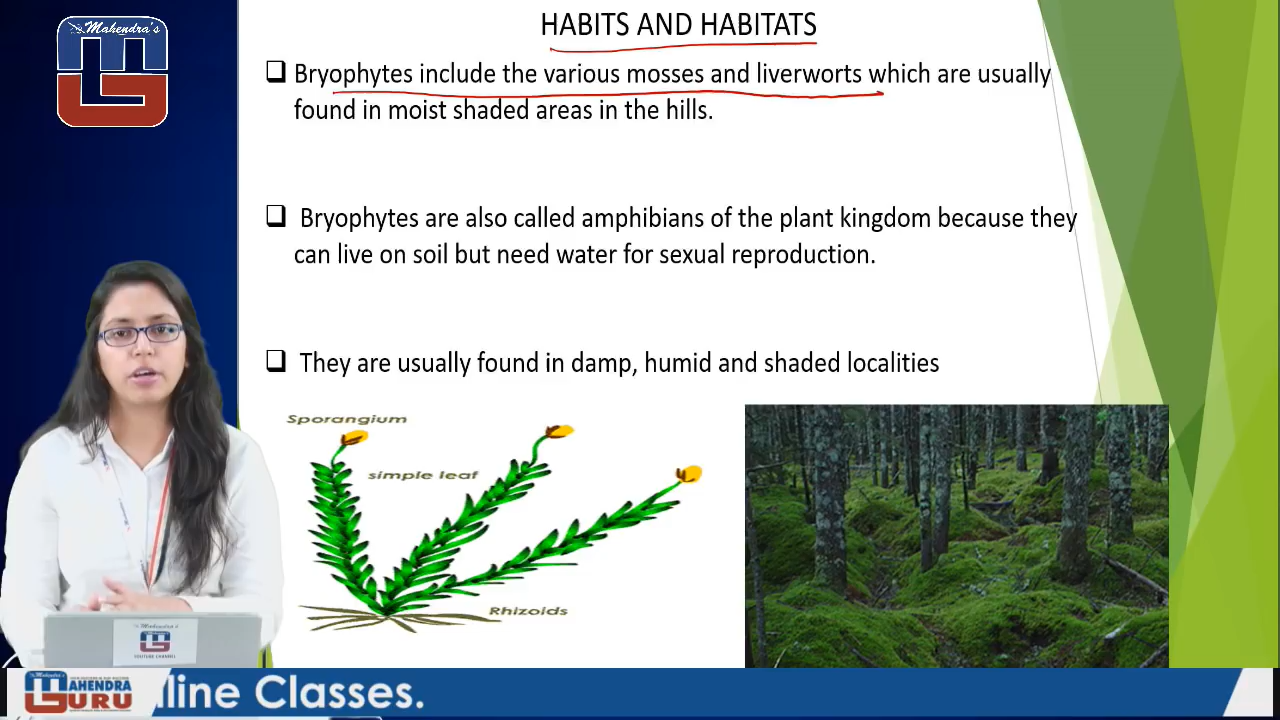 Mahendra's
HABITS AND HABITATS
Bryophytes include the various mosses and liverworts which are usually
found in moist shaded areas in the hills.
Bryophytes are also called amphibians of the plant kingdom because they
can live on soil but need water for sexual reproduction.
They are usually found in damp, humid and shaded localities
Sporangium
simple leaf
Rhizoids
Mahendra's
YOUTUBE CHANNEL
MAHENDRA
GURU
line Classes.